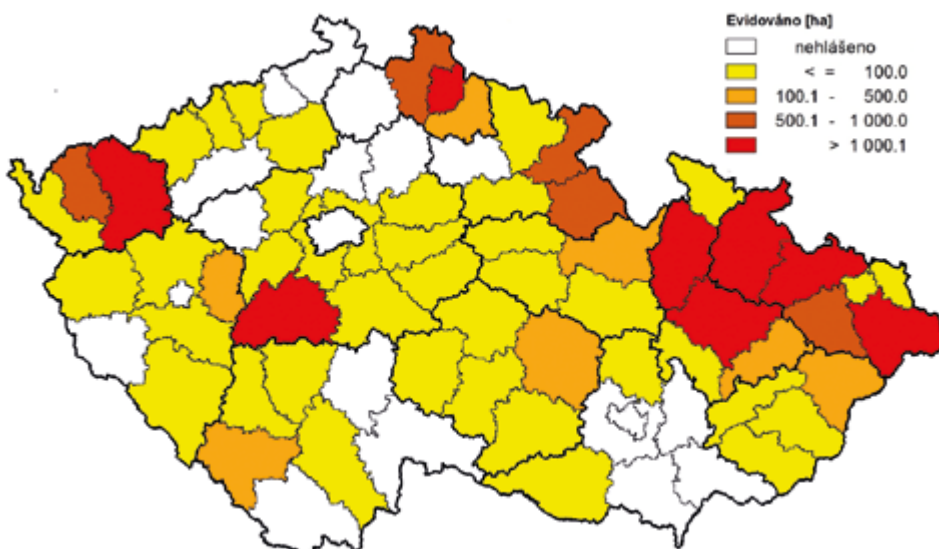 Evidováno [ha]
nehlášeno
< = 100.0
100.1 - 500.0
500.1 - 1 000.0
> 1 000.1